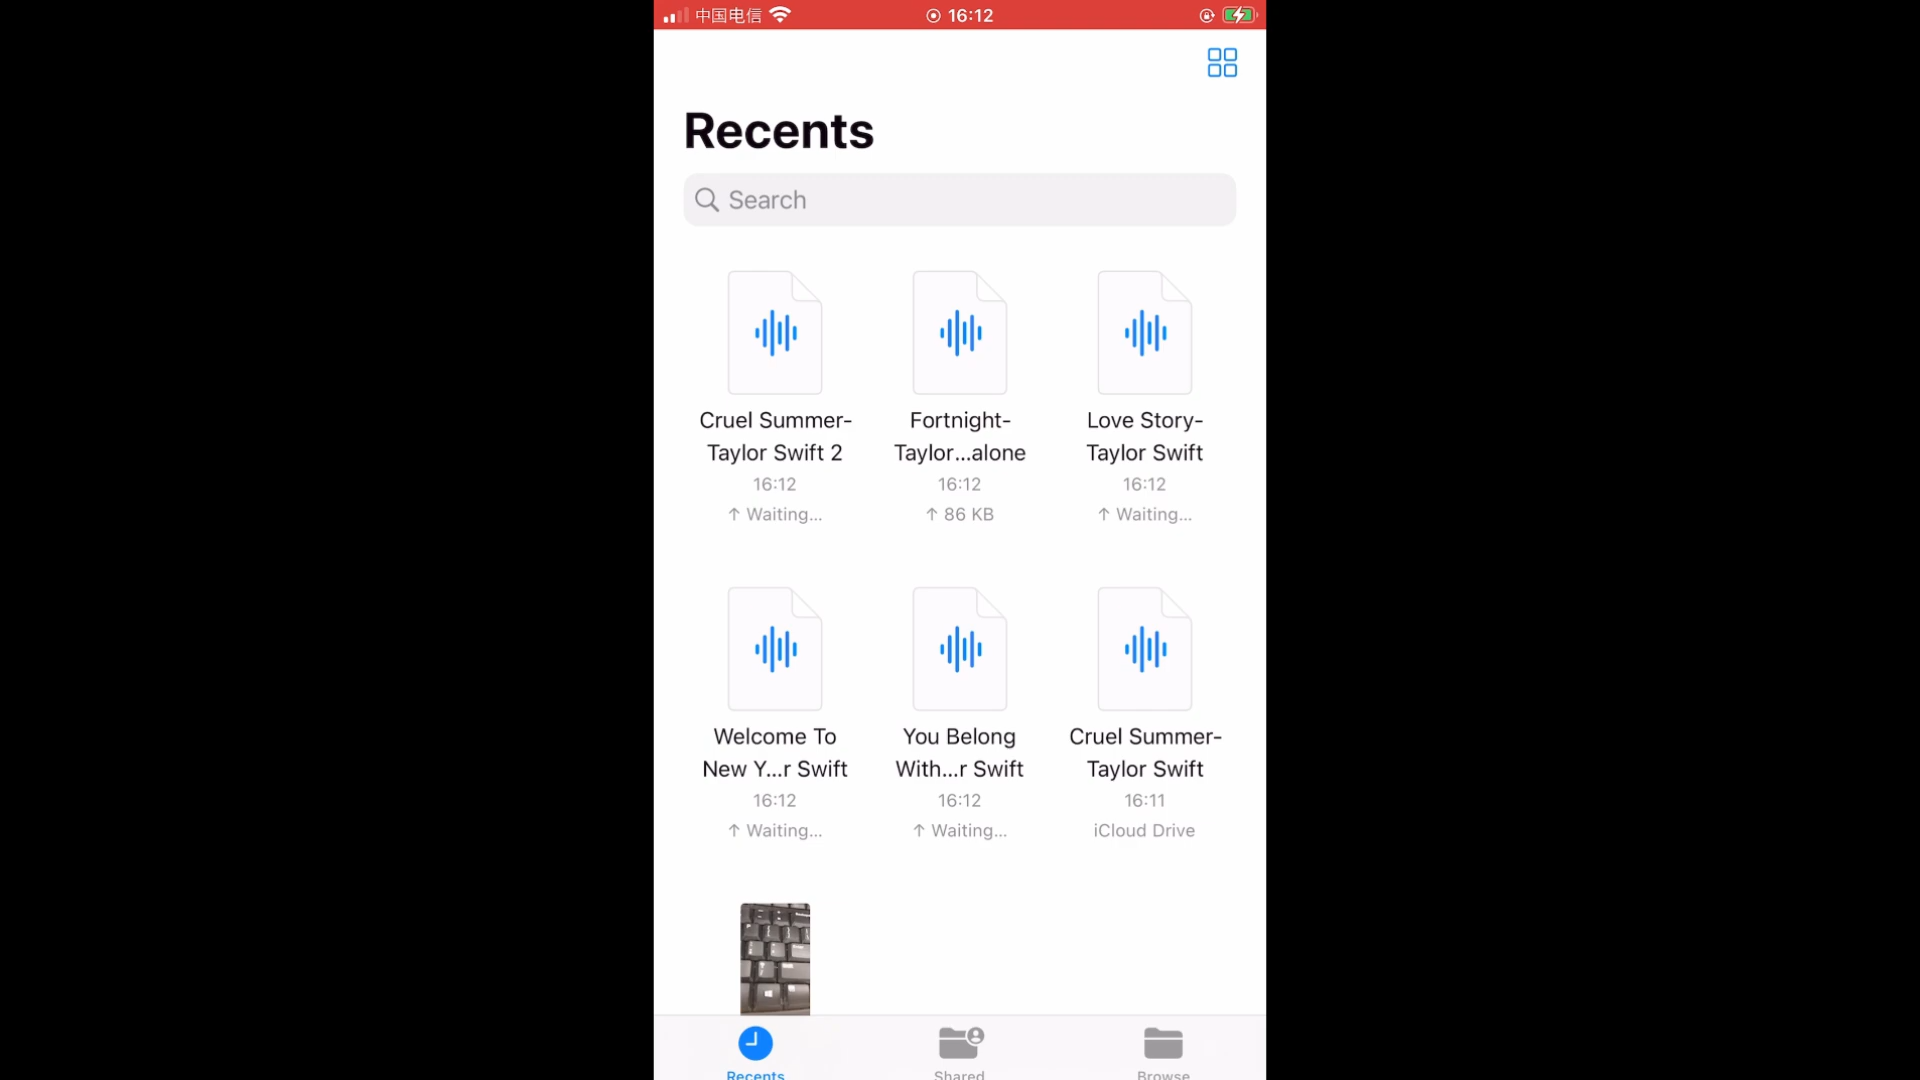 中国电信 16:12
Recents
Search
Cruel Summer-
Taylor Swift 2
16:12
↑ Waiting...
Fortnight-
Taylor...alone
16:12
↑ 86 KB
Love Story-
Taylor Swift
16:12
↑ Waiting...
Welcome To
New Y...r Swift
16:12
↑ Waiting...
You Belong
With...r Swift
16:12
↑ Waiting...
Cruel Summer-
Taylor Swift
16:11
iCloud Drive
Recents
Shared
Browse